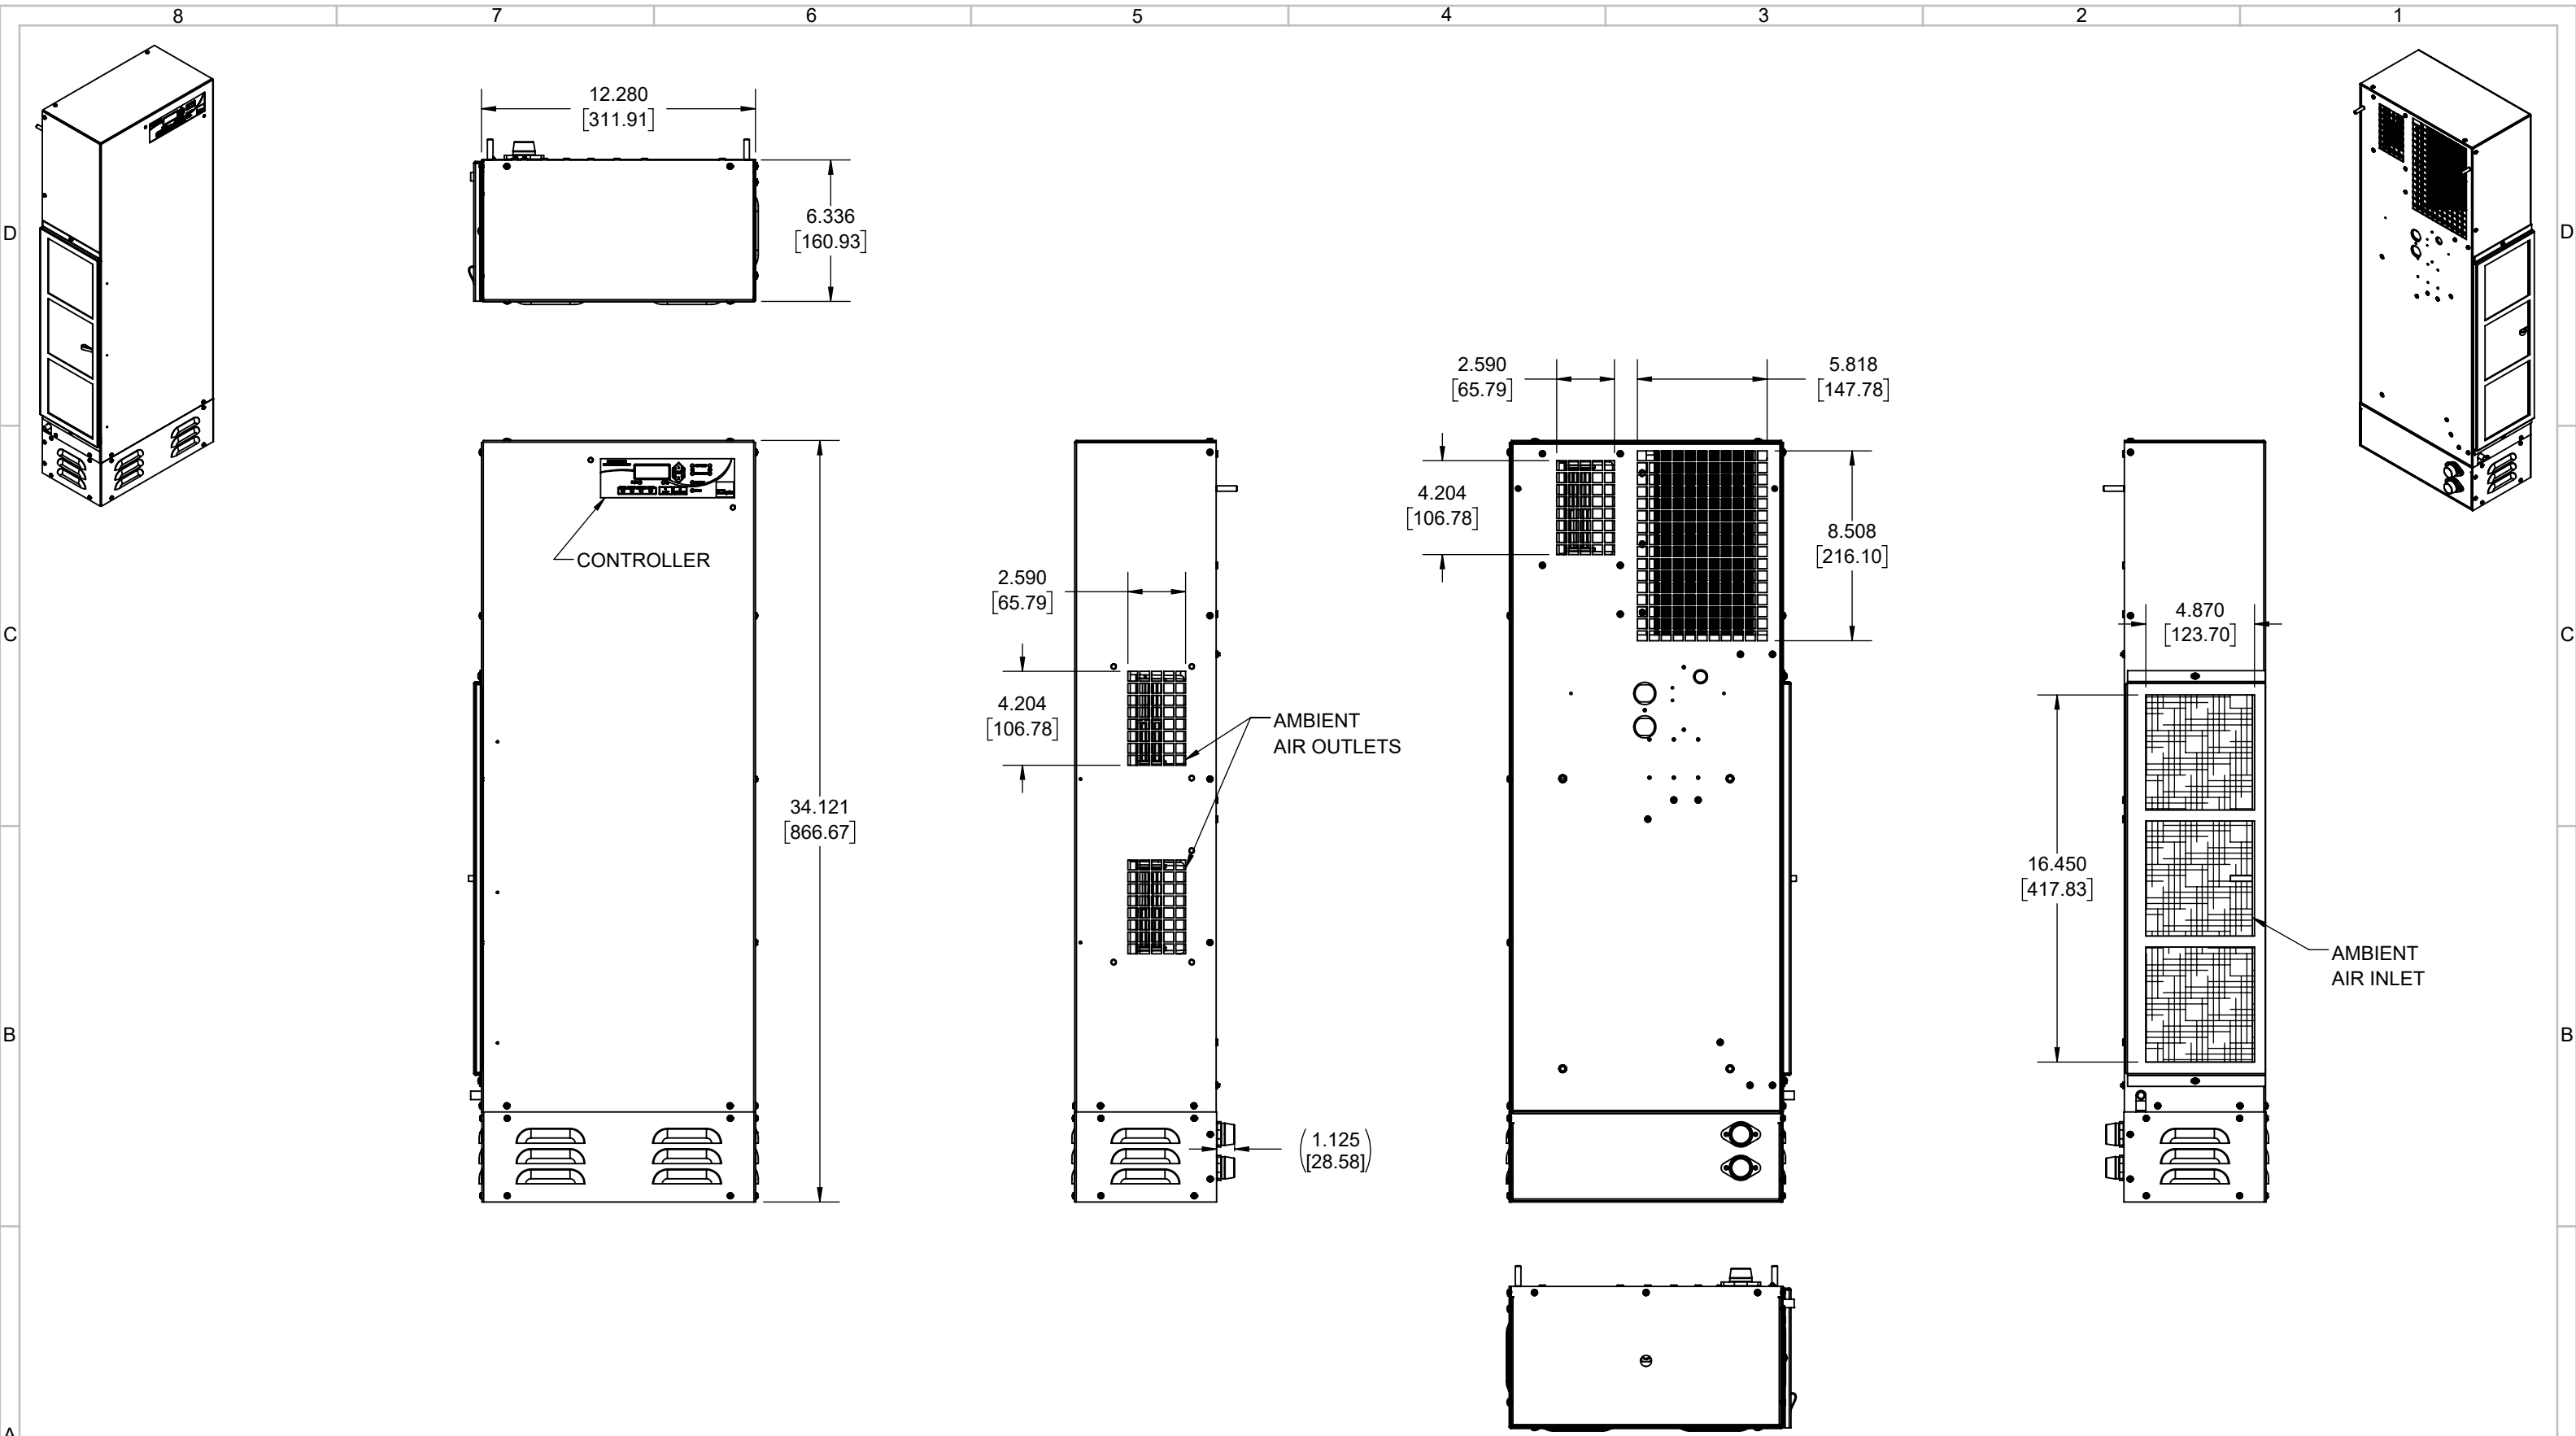 8 7 6 5 4 3 2 1
12.280
[311.91]
6.336
[160.93]
D
D
2.590
[65.79]
5.818
[147.78]
4.204
[106.78]
8.508
[216.10]
CONTROLLER
2.590
[65.79]
4.204
[106.78]
AMBIENT
AIR OUTLETS
4.870
[123.70]
C
C
34.121
[866.67]
16.450
[417.83]
AMBIENT
AIR INLET
B
B
(1.125
[28.58])
A